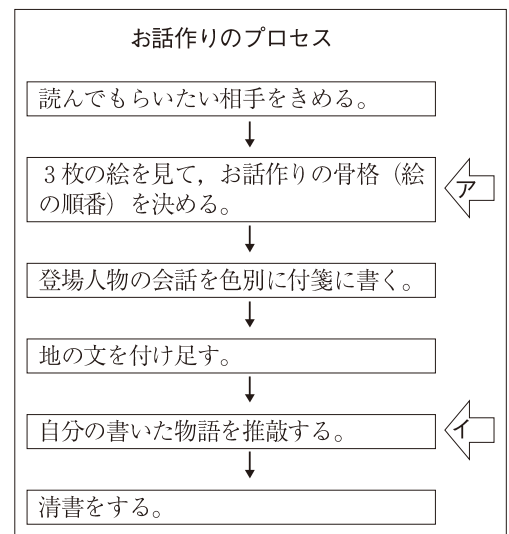 お話作りのプロセス
読んでもらいたい相手をきめる。
↓
３枚の絵を見て，お話作りの骨格（絵
の順番）を決める。
ア
↓
登場人物の会話を色別に付箋に書く。
↓
地の文を付け足す。
↓
自分の書いた物語を推敲する。
イ
↓
清書をする。